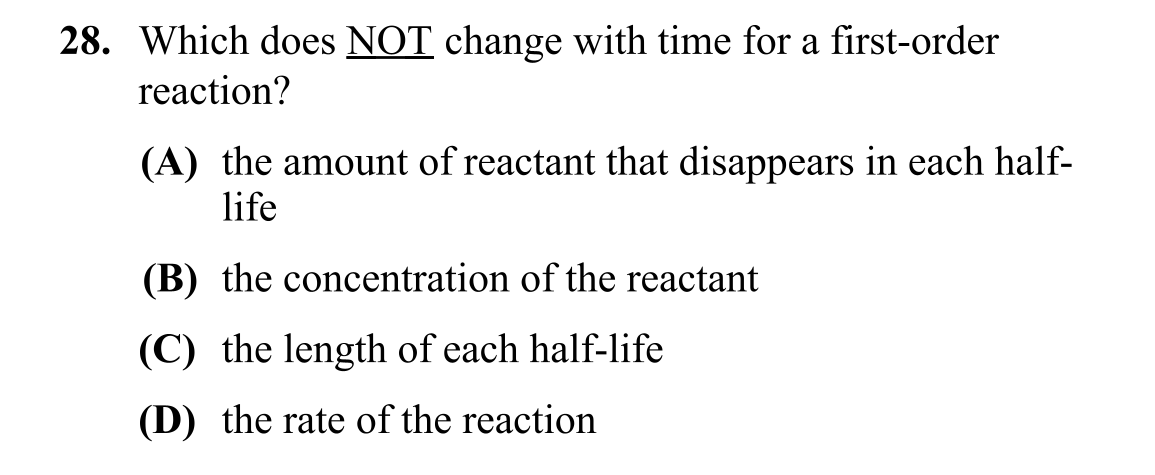 28. Which does NOT change with time for a first-order
reaction?
(A) the amount of reactant that disappears in each half-
life
(B) the concentration of the reactant
(C) the length of each half-life
(D) the rate of the reaction